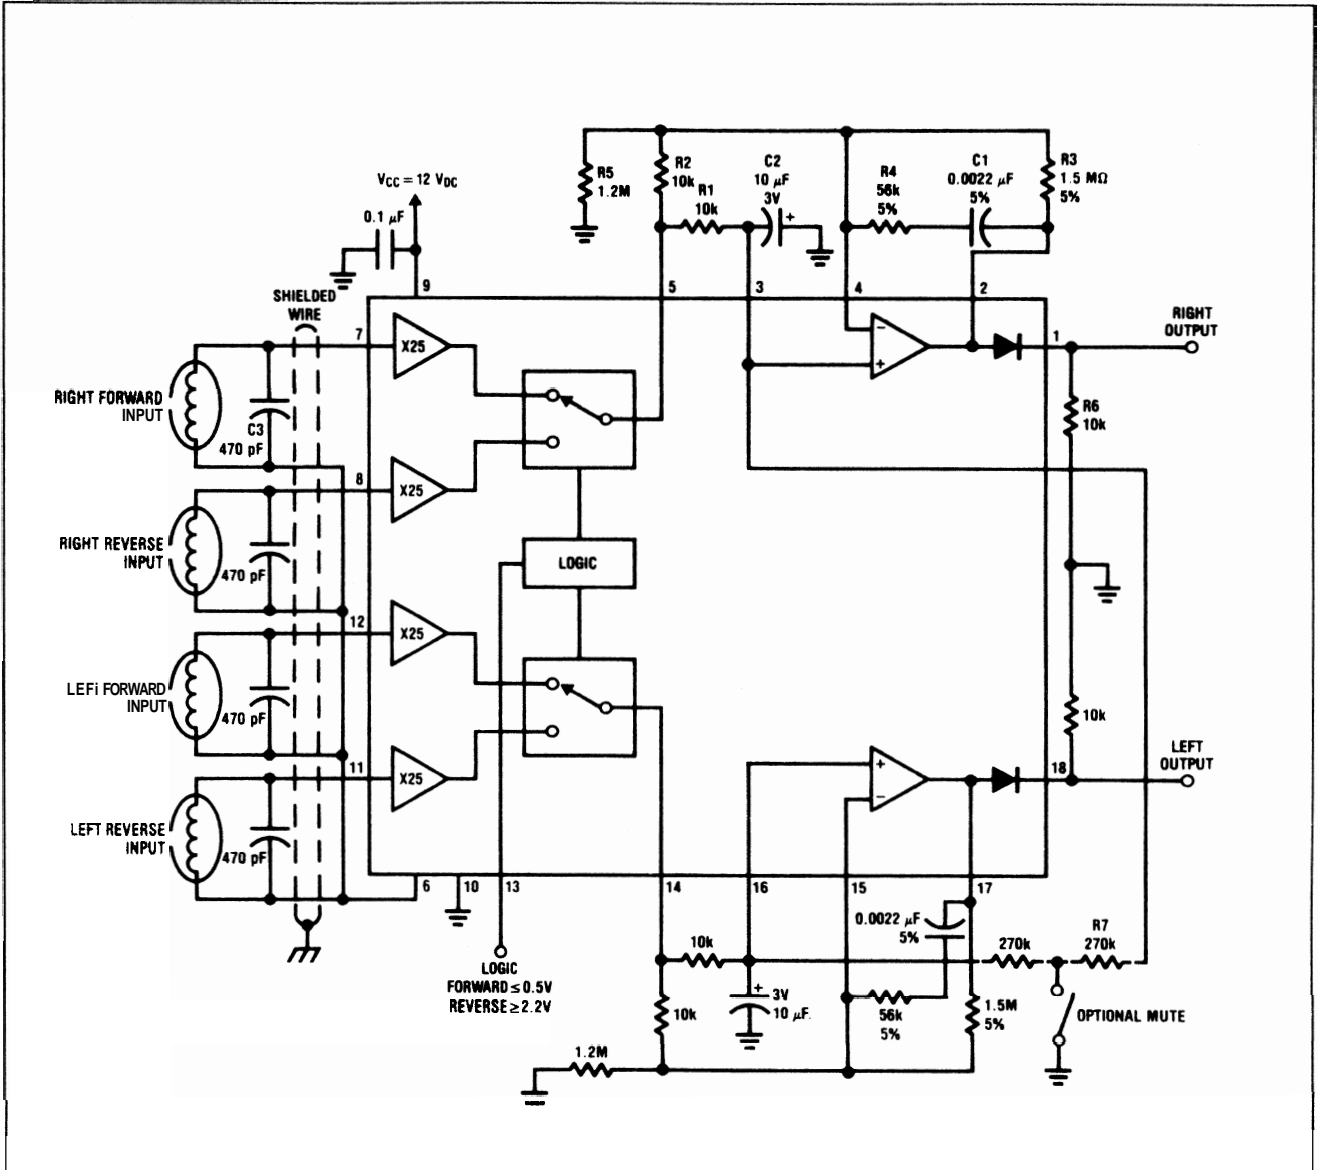 R5
1.2M
R2
10k
R1
10k
C2
10 µF
3V
+
R4
56k
5%
C1
0.0022 µF
5%
R3
1.5 MΩ
5%
VCC = 12 VDC
0.1 µF
9
5
3
4
2
SHIELDED
WIRE
7
X25
−
+
1
RIGHT
OUTPUT
RIGHT FORWARD
INPUT
C3
470 pF
R6
10k
8
X25
RIGHT REVERSE
INPUT
470 pF
LOGIC
12
X25
LEFi FORWARD
INPUT
470 pF
10k
11
X25
+
−
18
LEFT
OUTPUT
LEFT REVERSE
INPUT
470 pF
6
10
13
14
16
15
17
0.0022 µF
5%
10k
270k
R7
270k
LOGIC
FORWARD ≤ 0.5V
REVERSE ≥ 2.2V
10k
+
3V
10 µF.
56k
5%
1.5M
5%
OPTIONAL MUTE
1.2M